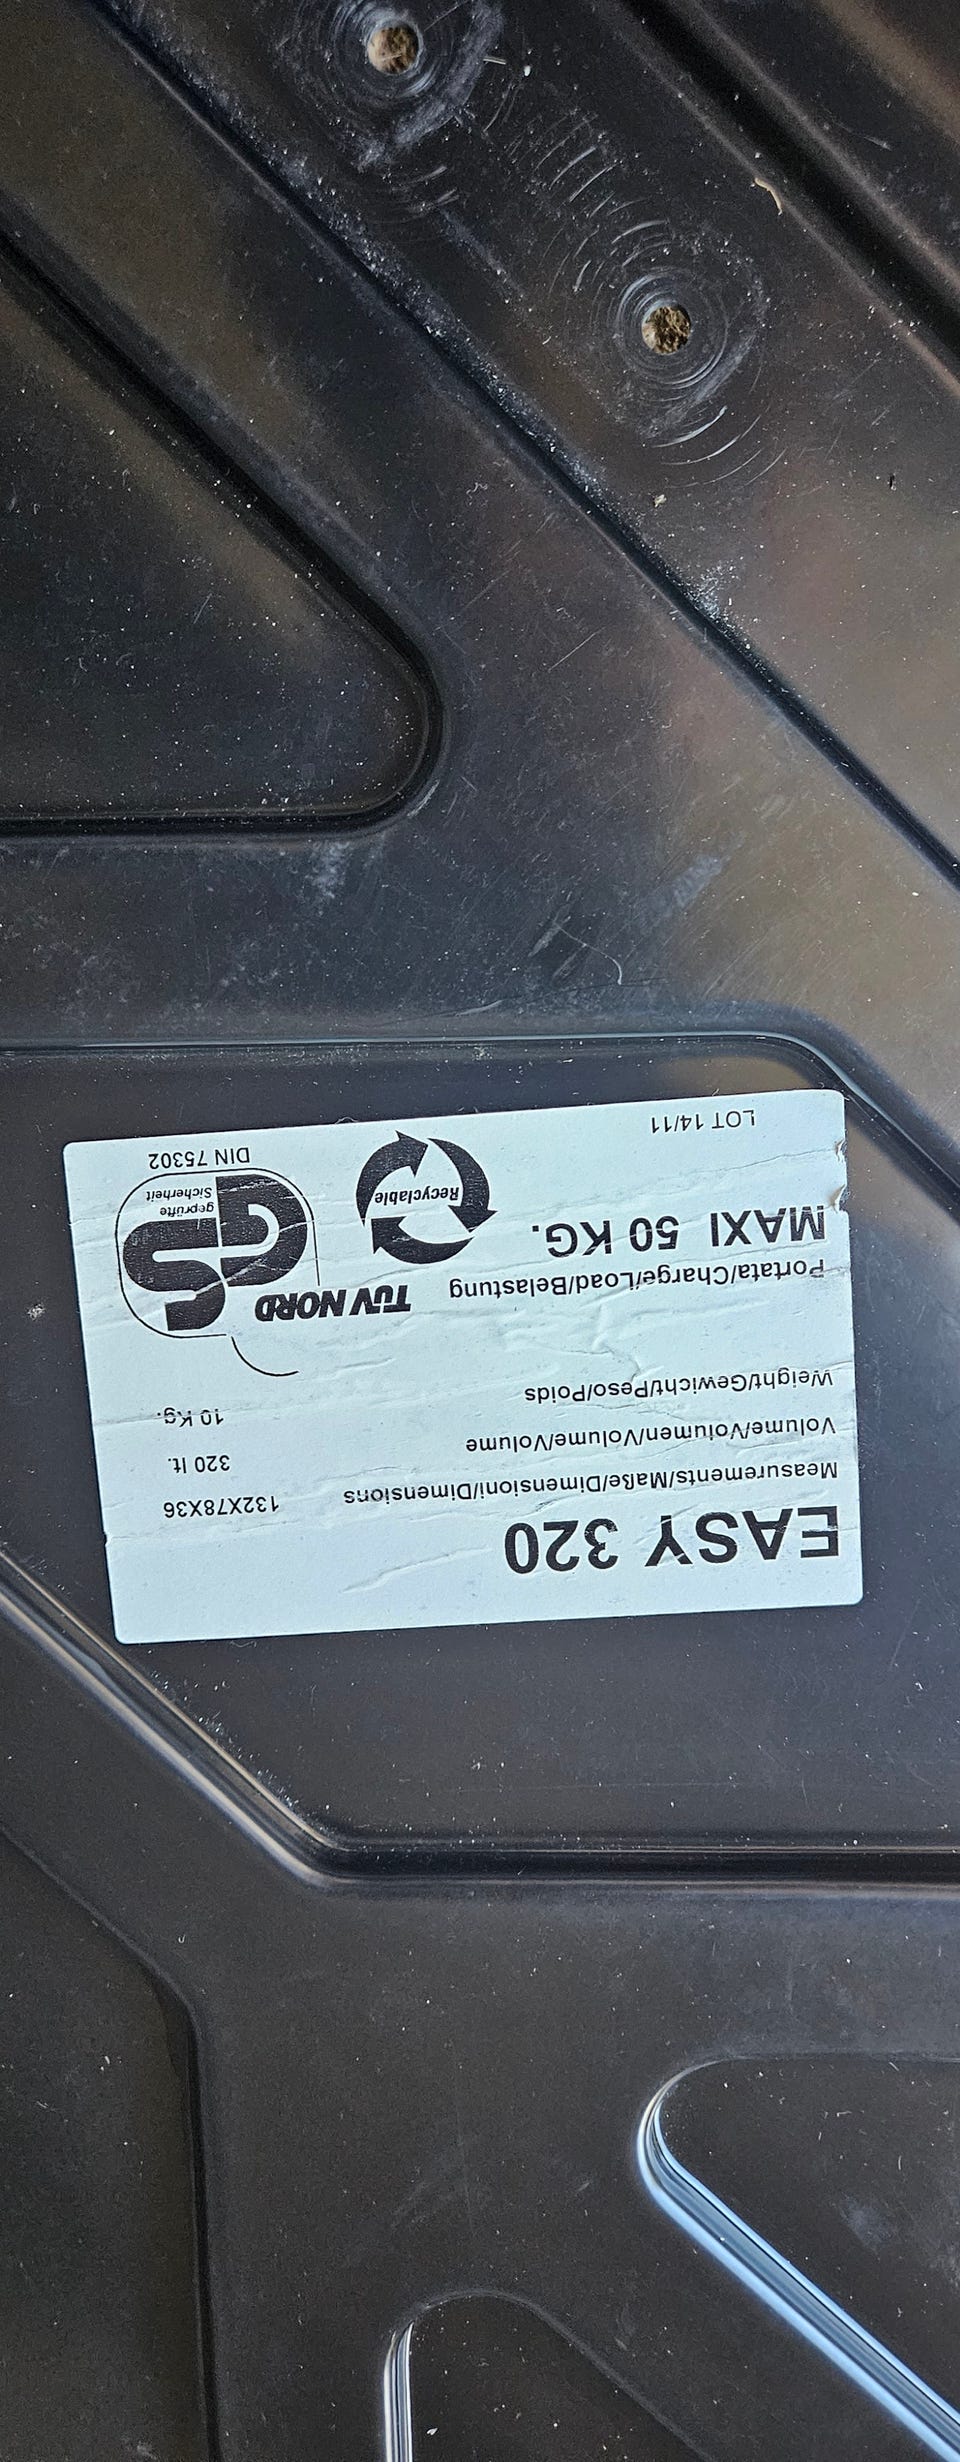 EASY 320
Measurements/Maße/Dimensioni/Dimensions 132X78X36
Volume/Volumen/Volume/Volume 320 lt.
Weight/Gewicht/Peso/Poids 10 Kg.
Portata/Charge/Load/Belastung
MAXI 50 KG.
LOT 14/11
TÜV NORD
Recyclable
GS
geprüfte
Sicherheit
DIN 75302